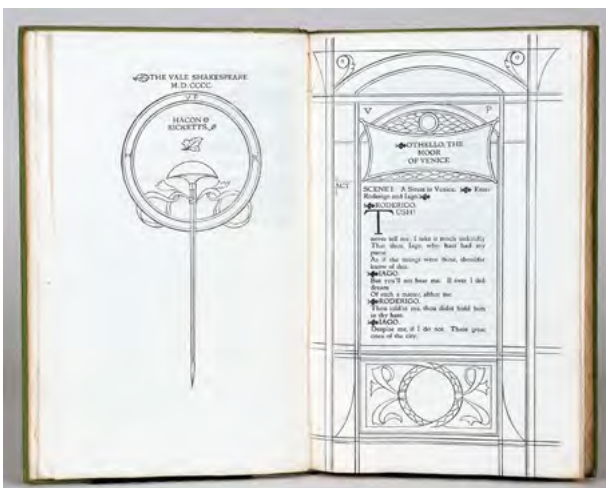 THE VALE SHAKESPEARE
M.D.CCCC.
V P
HACON &
RICKETTS
V P
OTHELLO, THE
MOOR
OF VENICE
ACT
SCENE I. A Street in Venice. Enter
Roderigo and Iago.
RODERIGO.
TUSH!
never tell me; I take it much unkindly
That thou, Iago, who hast had my
purse
As if the strings were thine, shouldst
know of this.
IAGO.
But you'll not hear me. If ever I did
dream
Of such a matter, abhor me.
RODERIGO.
Thou told'st me, thou didst hold him
in thy hate.
IAGO.
Despise me, if I do not. Three great
ones of the city,